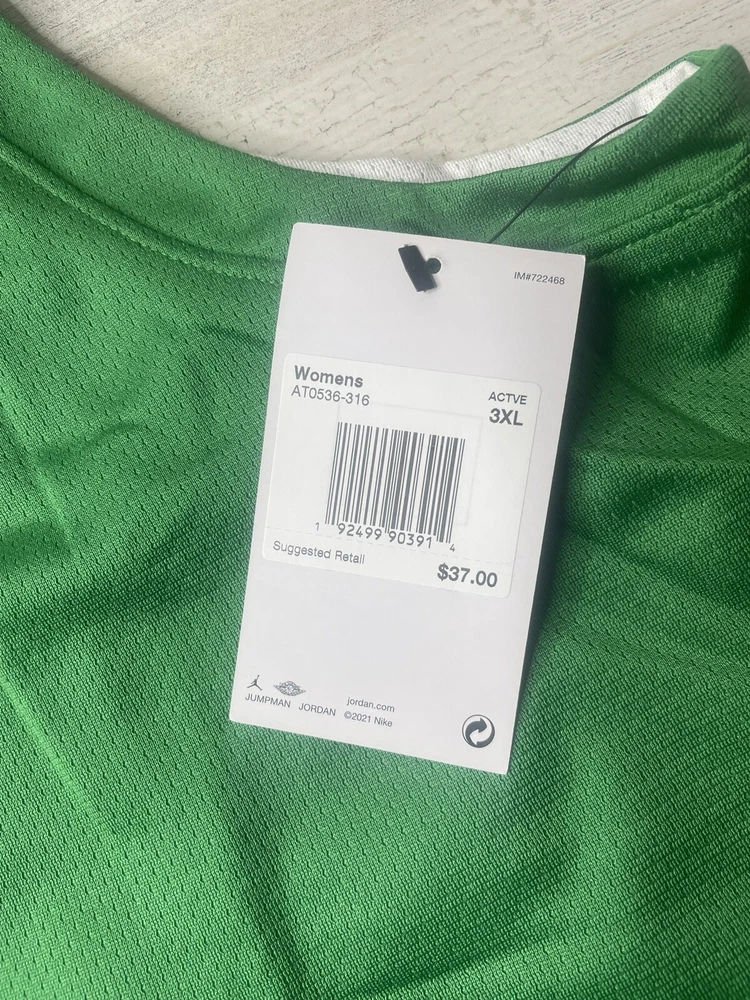 IM#722468
Womens
AT0536-316
ACTVE
3XL
1 92499 90391 4
Suggested Retail
$37.00
JUMPMAN JORDAN
jordan.com
©2021 Nike